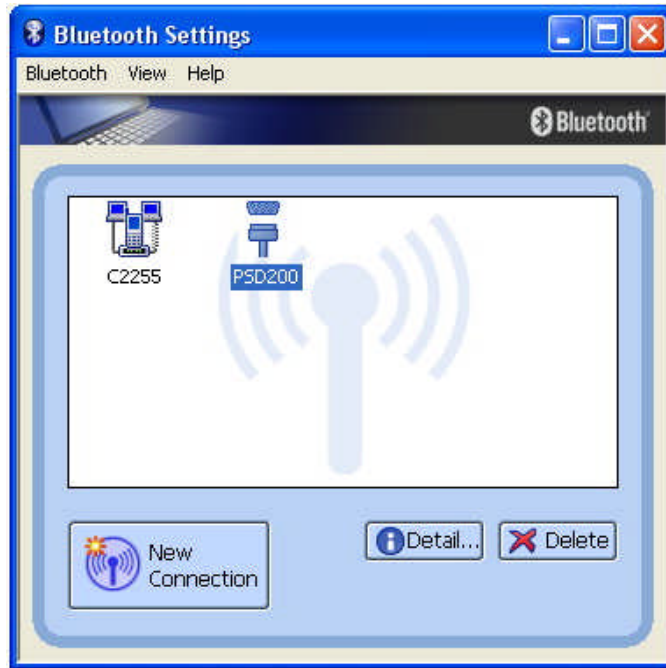 Bluetooth Settings
Bluetooth View Help
Bluetooth
C2255 PSD200
New
Connection
Detail... Delete